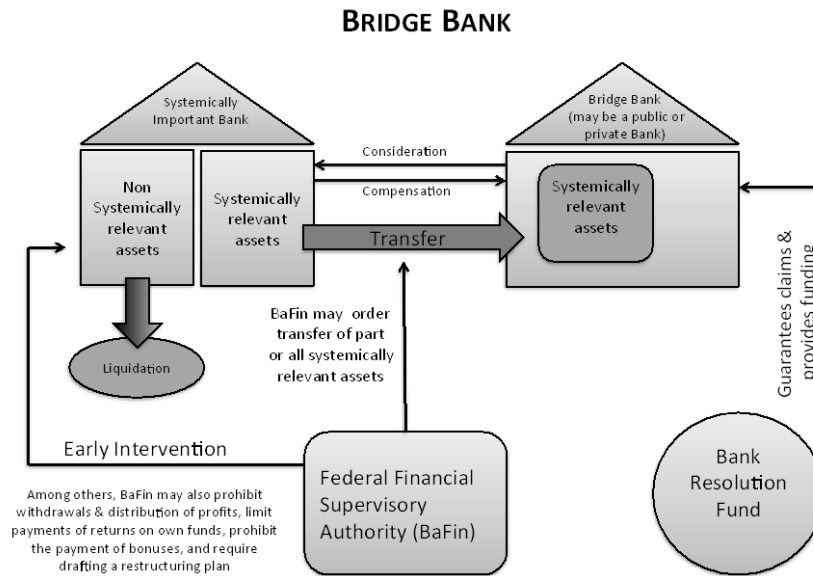 BRIDGE BANK
Systemically
Important Bank
Bridge Bank
(may be a public or
private Bank)
Consideration
Compensation
Non
Systemically
relevant
assets
Systemically
relevant
assets
Systemically
relevant
assets
Transfer
Guarantees claims &
provides funding
BaFin may order
transfer of part
or all systemically
relevant assets
Liquidation
Early Intervention
Among others, BaFin may also prohibit
withdrawals & distribution of profits, limit
payments of returns on own funds, prohibit
the payment of bonuses, and require
drafting a restructuring plan
Federal Financial
Supervisory
Authority (BaFin)
Bank
Resolution
Fund